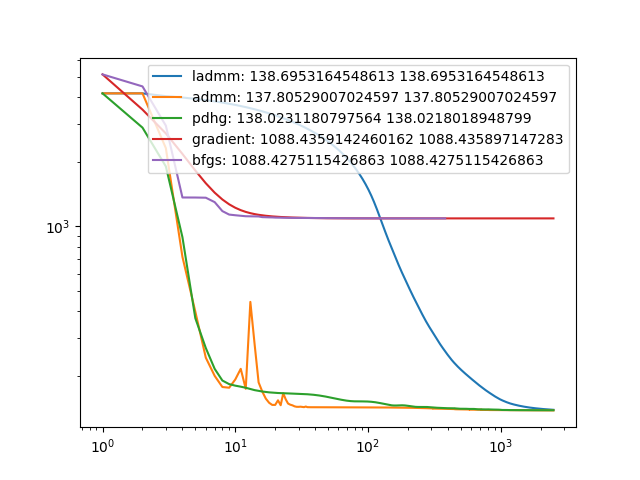 ladmm: 138.6953164548613 138.6953164548613
admm: 137.80529007024597 137.80529007024597
pdhg: 138.02311807975640 138.0218018948799
gradient: 1088.4359142460162 1088.435897147283
bfgs: 1088.4275115426863 1088.4275115426863
10³
10⁰ 10¹ 10² 10³